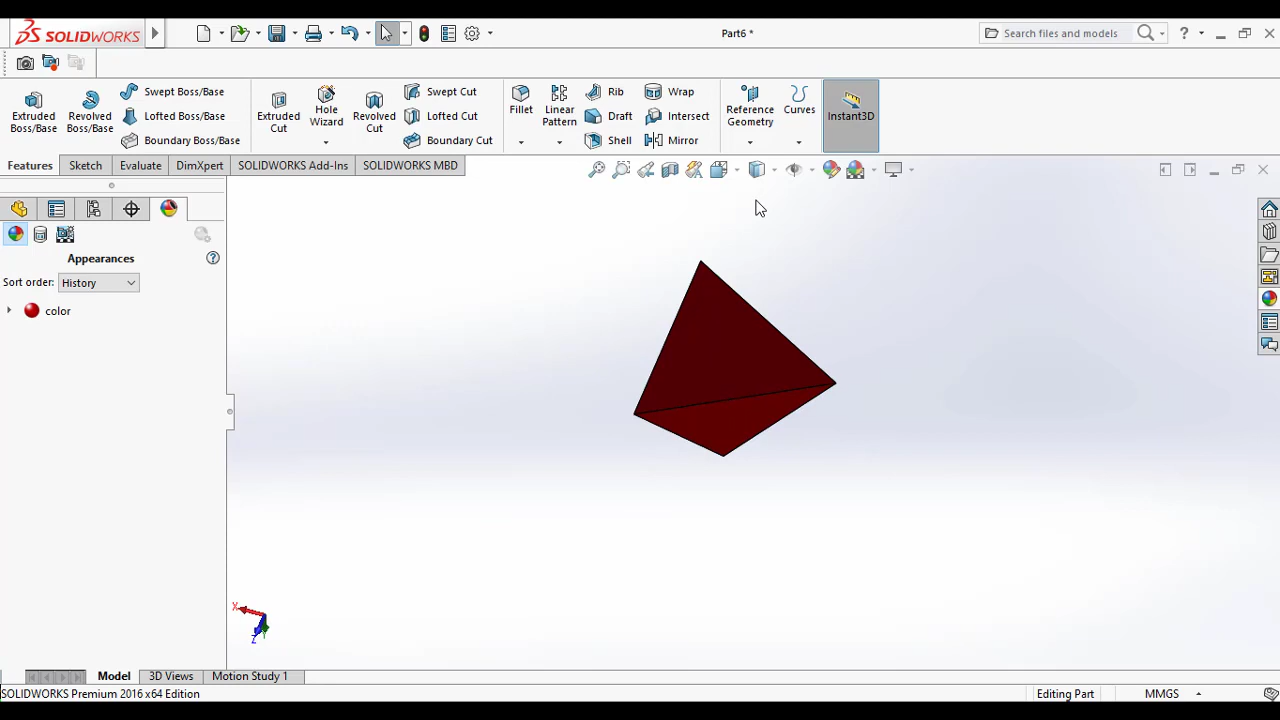 SOLIDWORKS
Part6 *
Search files and models
?
Extruded Boss/Base
Revolved Boss/Base
Swept Boss/Base
Lofted Boss/Base
Boundary Boss/Base
Extruded Cut
Hole Wizard
Revolved Cut
Swept Cut
Lofted Cut
Boundary Cut
Fillet
Linear Pattern
Rib
Draft
Shell
Wrap
Intersect
Mirror
Reference Geometry
Curves
Instant3D
Features
Sketch
Evaluate
DimXpert
SOLIDWORKS Add-Ins
SOLIDWORKS MBD
Appearances
?
Sort order:
History
color
X
Z
Model
3D Views
Motion Study 1
SOLIDWORKS Premium 2016 x64 Edition
Editing Part
MMGS